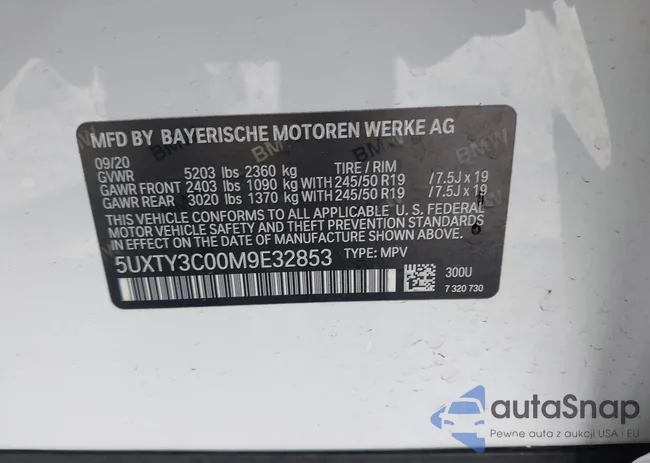 MFD BY BAYERISCHE MOTOREN WERKE AG
09/20
GVWR 5203 lbs 2360 kg TIRE / RIM
GAWR FRONT 2403 lbs 1090 kg WITH 245/50 R19 / 7.5J x 19
GAWR REAR 3020 lbs 1370 kg WITH 245/50 R19 / 7.5J x 19
THIS VEHICLE CONFORMS TO ALL APPLICABLE U. S. FEDERAL
MOTOR VEHICLE SAFETY AND THEFT PREVENTION STANDARDS
IN EFFECT ON THE DATE OF MANUFACTURE SHOWN ABOVE.
5UXTY3C00M9E32853 TYPE: MPV
300U
7 320 730
autaSnap
Pewne auta z aukcji USA i EU